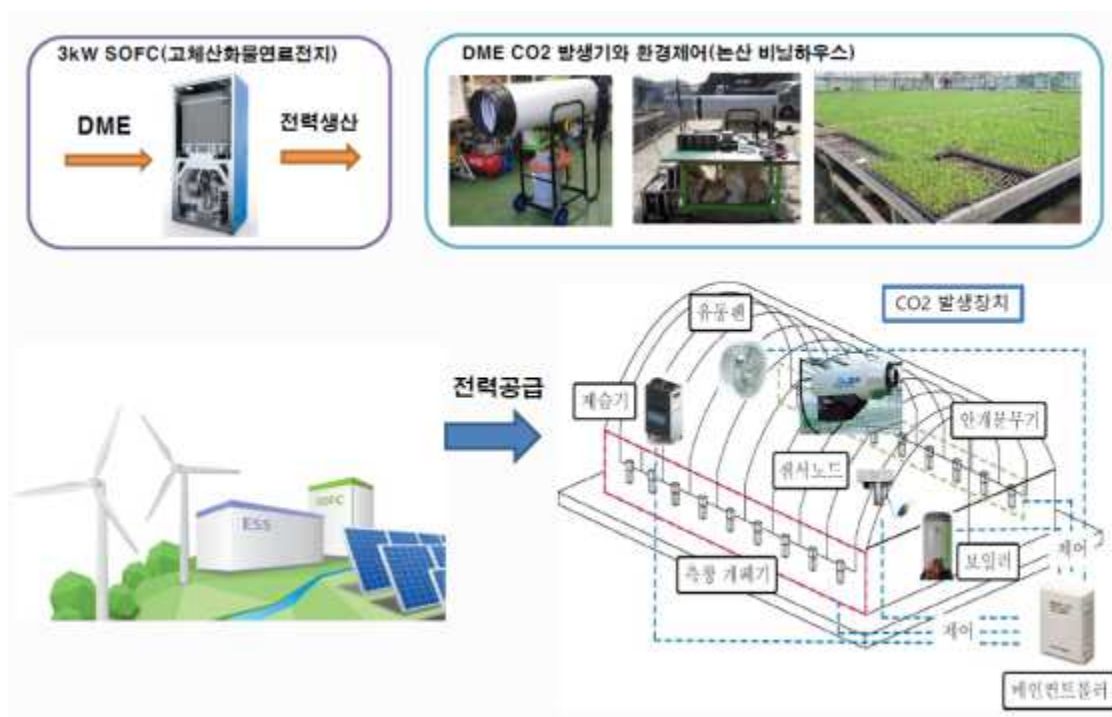 3kW SOFC(고체산화물연료전지)
DME
전력생산
DME CO2 발생기와 환경제어(논산 비닐하우스)
CO2 발생장치
유동팬
전력공급
제습기
안개분무기
센서노드
ESS
측창 개폐기
보일러
제어
제어
메인컨트롤러